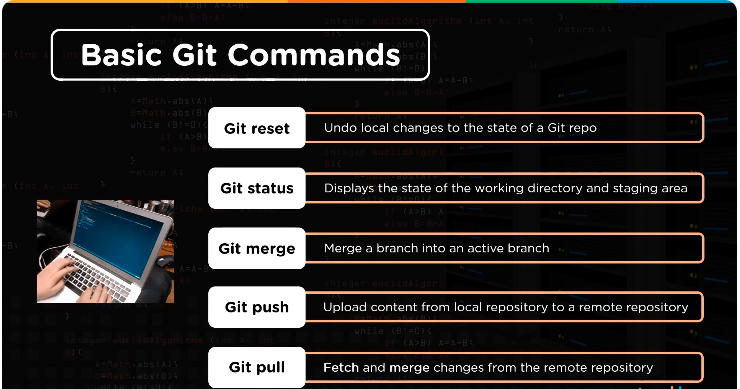 Basic Git Commands
Git reset
Undo local changes to the state of a Git repo
Git status
Displays the state of the working directory and staging area
Git merge
Merge a branch into an active branch
Git push
Upload content from local repository to a remote repository
Git pull
Fetch and merge changes from the remote repository